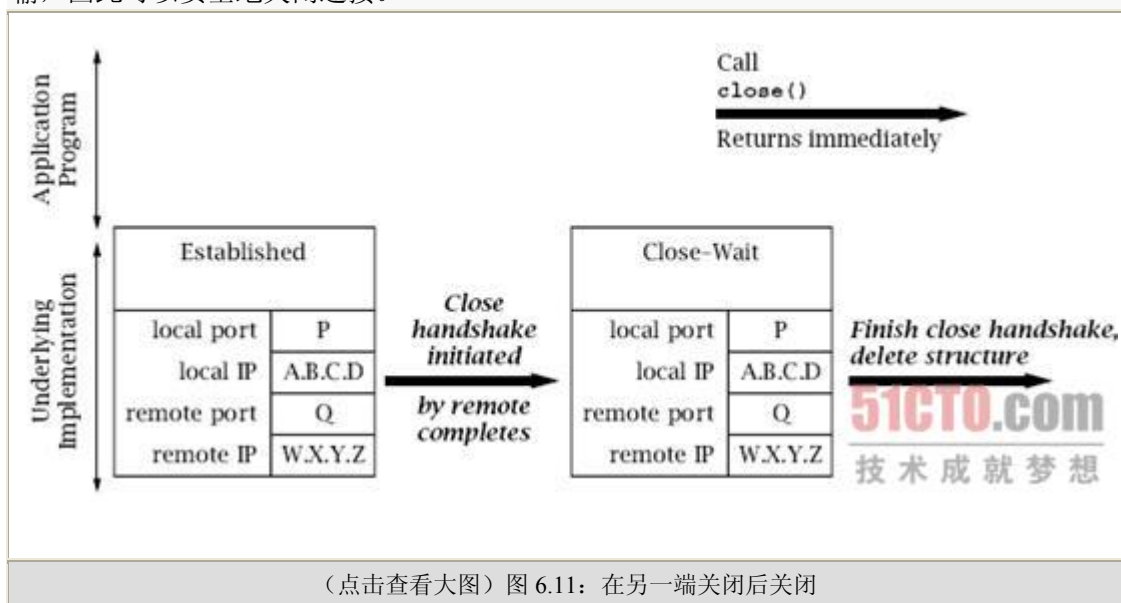 Application
Program
Call
close()
Returns immediately
Underlying
Implementation
Established
local port P
local IP A.B.C.D
remote port Q
remote IP W.X.Y.Z
Close
handshake
initiated
by remote
completes
Close-Wait
local port P
local IP A.B.C.D
remote port Q
remote IP W.X.Y.Z
Finish close handshake,
delete structure
51CTO.com
技术成就梦想
(点击查看大图)图 6.11：在另一端关闭后关闭